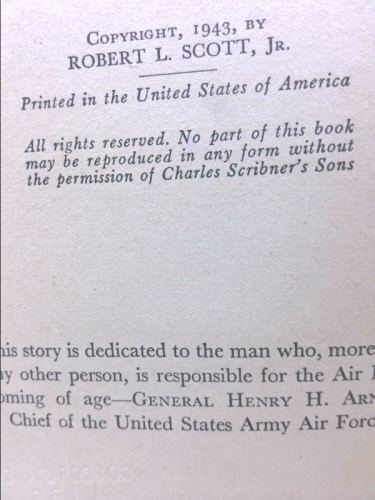 COPYRIGHT, 1943, BY
ROBERT L. SCOTT, JR.
Printed in the United States of America
All rights reserved. No part of this book
may be reproduced in any form without
the permission of Charles Scribner's Sons
his story is dedicated to the man who, more
y other person, is responsible for the Air
oming of age—GENERAL HENRY H. AR
Chief of the United States Army Air Forc